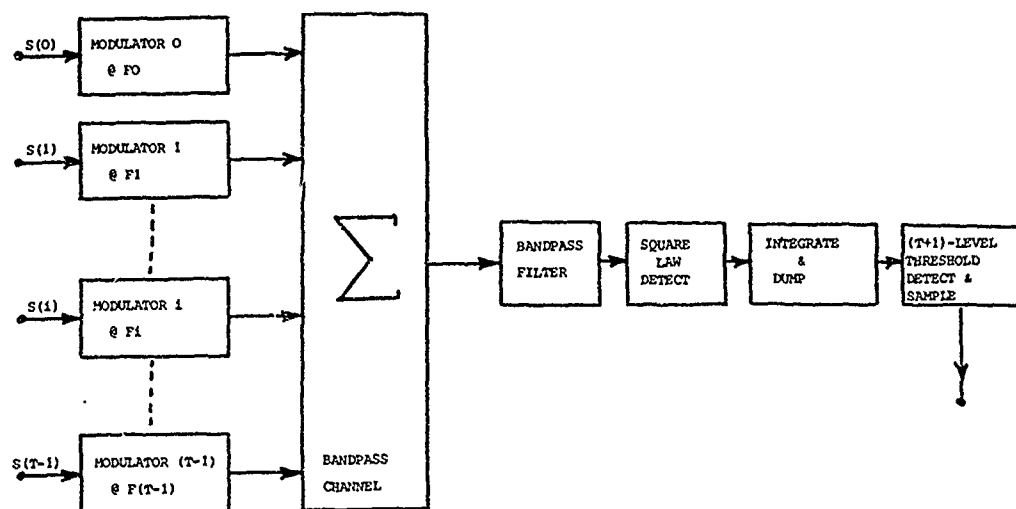 S(0)
MODULATOR 0
@ F0
S(1)
MODULATOR 1
@ F1
S(i)
MODULATOR i
@ Fi
S(T-1)
MODULATOR (T-1)
@ F(T-1)
Σ
BANDPASS
CHANNEL
BANDPASS
FILTER
SQUARE
LAW
DETECT
INTEGRATE
&
DUMP
(T+1)-LEVEL
THRESHOLD
DETECT &
SAMPLE